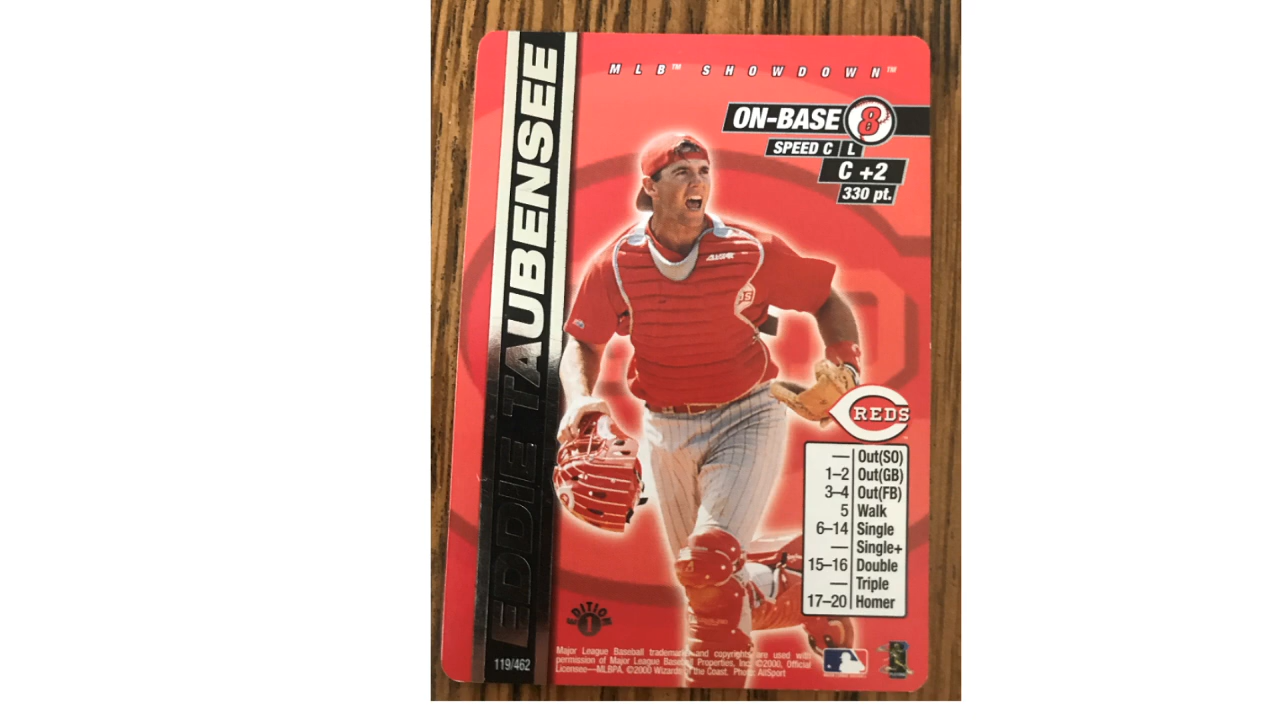 MLB™ SHOWDOWN™
EDDIE TAUBENSEE
ON-BASE 8
SPEED C L
C +2
330 pt.
REDS
— Out(SO)
1–2 Out(GB)
3–4 Out(FB)
5 Walk
6–14 Single
— Single+
15–16 Double
— Triple
17–20 Homer
EDITION
1
119/462
Major League Baseball trademarks and copyrights are used with
permission of Major League Baseball Properties, Inc. ©2000, Official
Licensee—MLBPA. ©2000 Wizards of the Coast. Photo: AllSport